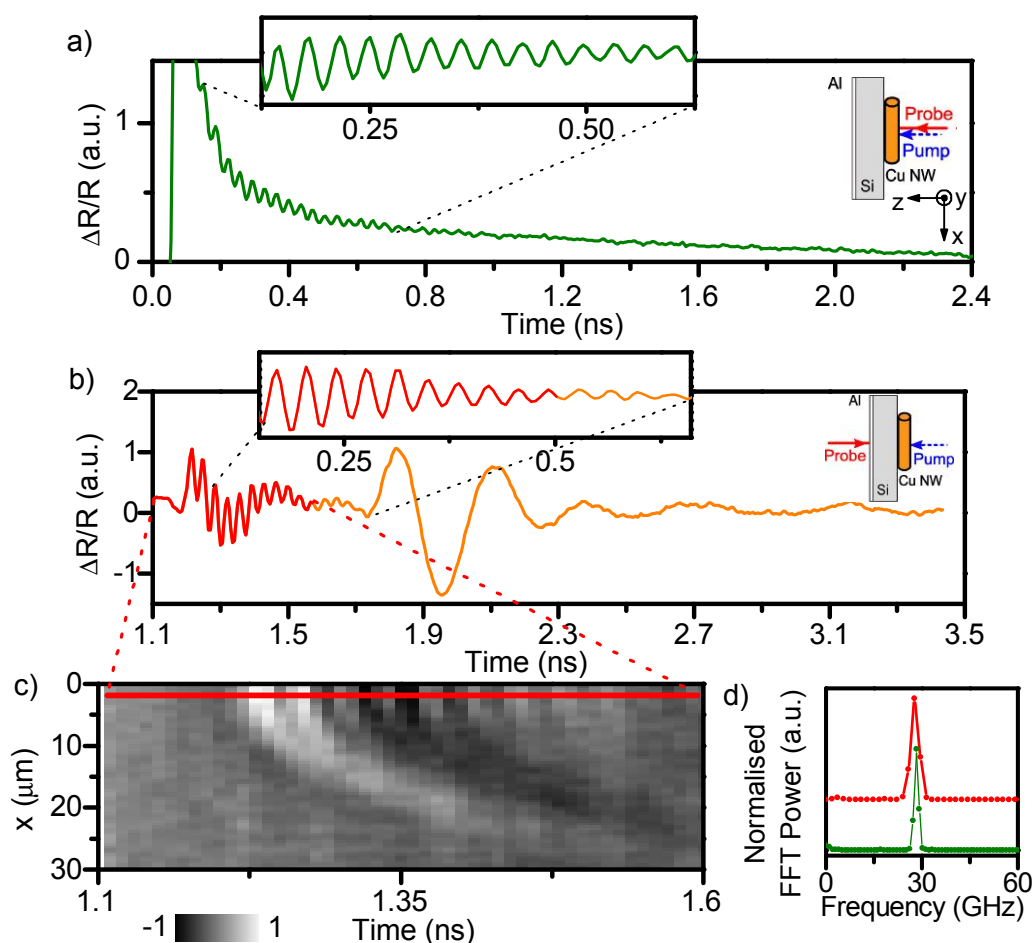 a)
0.25 0.50
ΔR/R (a.u.)
1
0
0.0 0.4 0.8 1.2 1.6 2.0 2.4
Time (ns)
Al
Probe
Pump
Cu NW
Si
z
y
x
b)
0.25 0.5
ΔR/R (a.u.)
2
1
0
-1
1.1 1.5 1.9 2.3 2.7 3.1 3.5
Time (ns)
Al
Probe
Pump
Si
Cu NW
c)
x (μm)
0
10
20
30
1.1 1.35 1.6
Time (ns)
-1 1
d)
Normalised
FFT Power (a.u.)
0 30 60
Frequency (GHz)